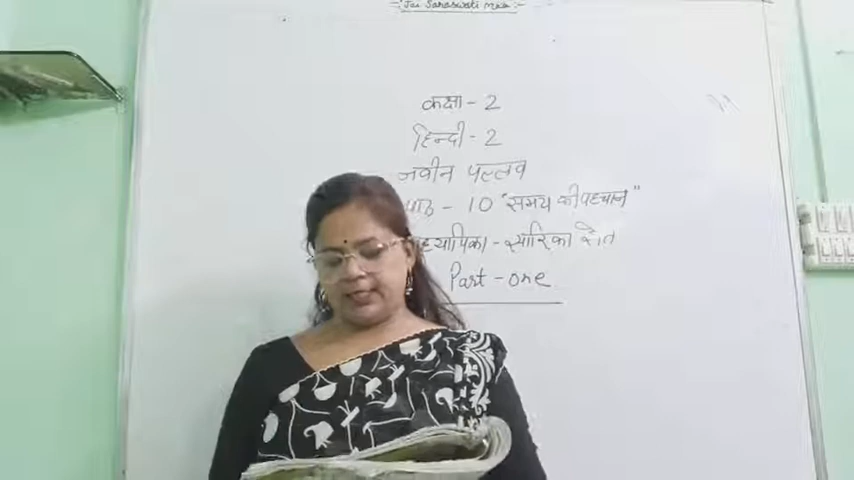 Jai Saraswati Maa
कक्षा - 2
हिन्दी - 2
नवीन पल्लव
पाठ - 10 "समय की पहचान"
ध्यापिका -
Part - one